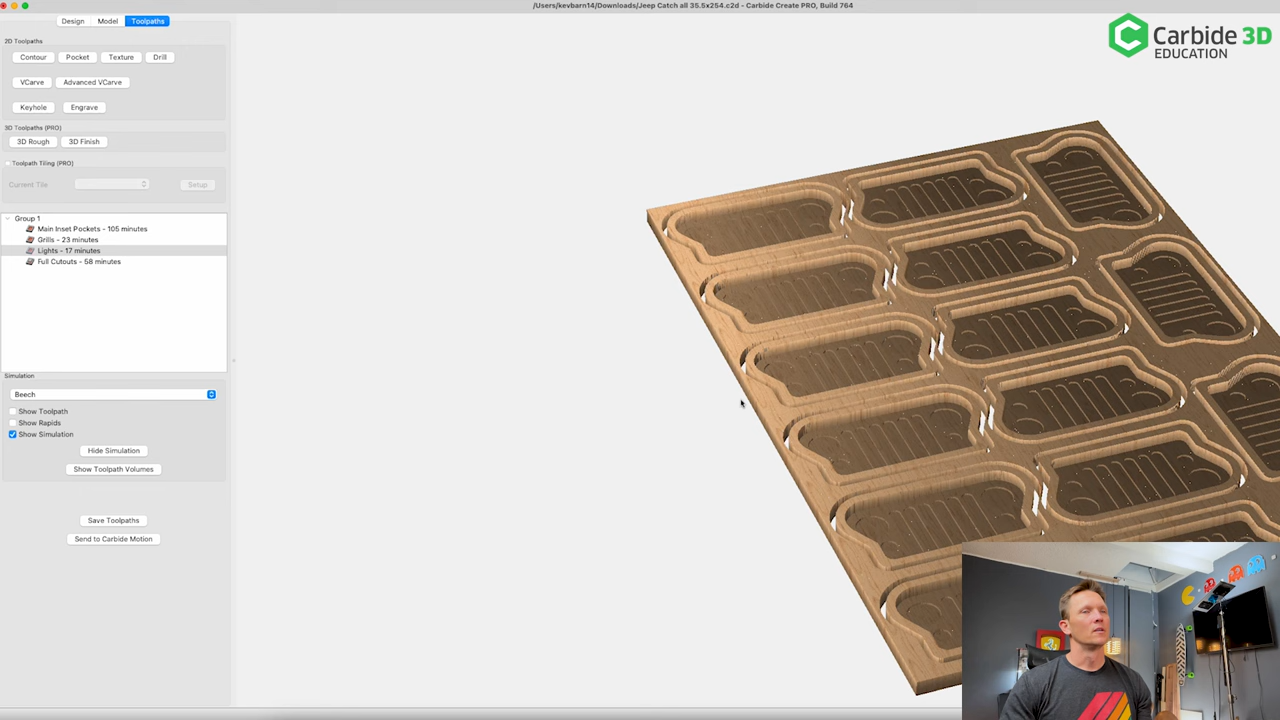 /Users/kevbarn14/Downloads/Jeep Catch all 35.5x254.c2d - Carbide Create PRO, Build 764
Carbide 3D
EDUCATION
Design Model Toolpaths
2D Toolpaths
Contour Pocket Texture Drill
VCarve Advanced VCarve
Keyhole Engrave
3D Toolpaths (PRO)
3D Rough 3D Finish
Toolpath Tiling (PRO)
Current Tile Setup
Group 1
Main Inset Pockets - 105 minutes
Grills - 23 minutes
Lights - 17 minutes
Full Cutouts - 58 minutes
Simulation
Beech
Show Toolpath
Show Rapids
Show Simulation
Hide Simulation
Show Toolpath Volumes
Save Toolpaths
Send to Carbide Motion